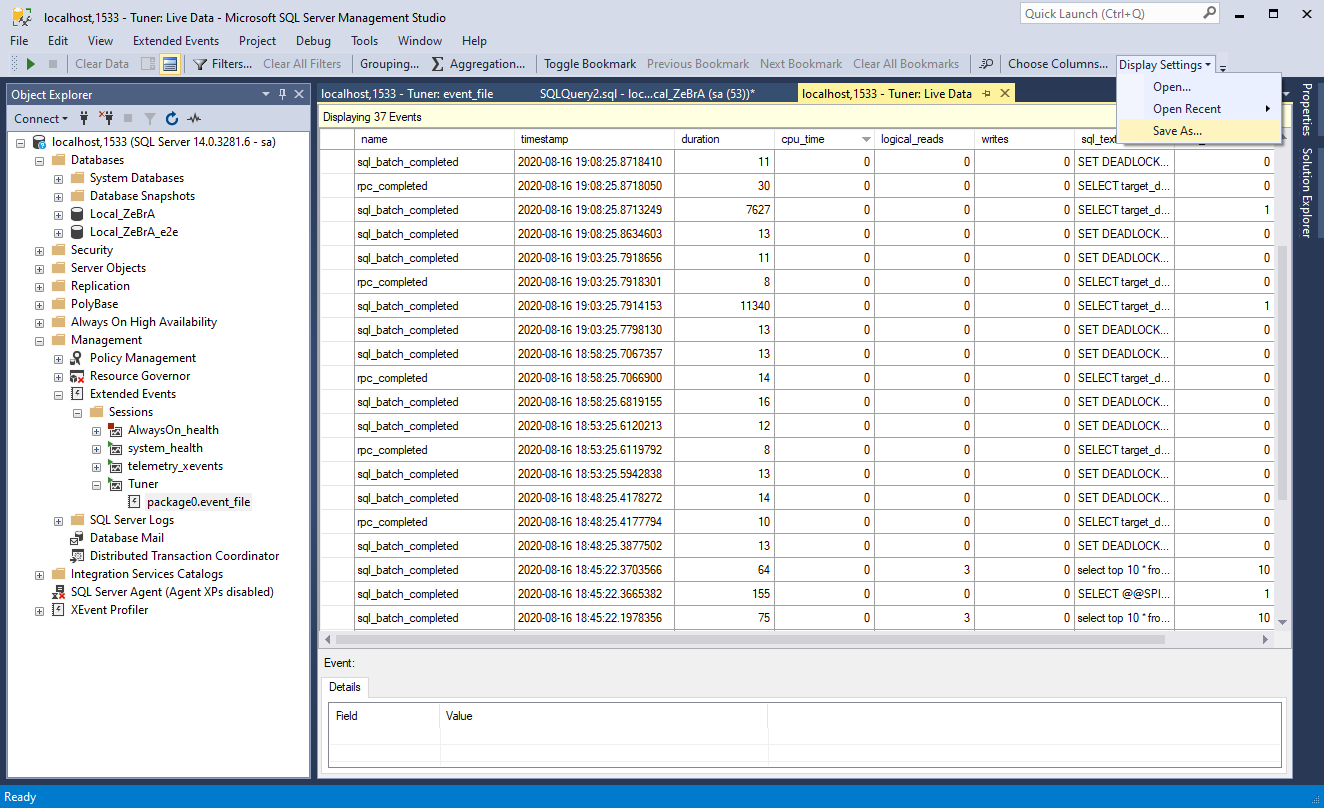 localhost,1533 - Tuner: Live Data - Microsoft SQL Server Management Studio
Quick Launch (Ctrl+Q)
File Edit View Extended Events Project Debug Tools Window Help
Clear Data Filters... Clear All Filters Grouping... Aggregation... Toggle Bookmark Previous Bookmark Next Bookmark Clear All Bookmarks Choose Columns... Display Settings
Open...
Open Recent
Save As...
Object Explorer
Connect
localhost,1533 (SQL Server 14.0.3281.6 - sa)
Databases
System Databases
Database Snapshots
Local_ZeBrA
Local_ZeBrA_e2e
Security
Server Objects
Replication
PolyBase
Always On High Availability
Management
Policy Management
Resource Governor
Extended Events
Sessions
AlwaysOn_health
system_health
telemetry_xevents
Tuner
package0.event_file
SQL Server Logs
Database Mail
Distributed Transaction Coordinator
Integration Services Catalogs
SQL Server Agent (Agent XPs disabled)
XEvent Profiler
localhost,1533 - Tuner: event_file SQLQuery2.sql - loc...cal_ZeBrA (sa (53))* localhost,1533 - Tuner: Live Data
Displaying 37 Events
name timestamp duration cpu_time logical_reads writes
sql_batch_completed 2020-08-16 19:08:25.8718410 11 0 0 0 SET DEADLOCK... 0
rpc_completed 2020-08-16 19:08:25.8718050 30 0 0 0 SELECT target_d... 0
sql_batch_completed 2020-08-16 19:08:25.8713249 7627 0 0 0 SELECT target_d... 1
sql_batch_completed 2020-08-16 19:08:25.8634603 13 0 0 0 SET DEADLOCK... 0
sql_batch_completed 2020-08-16 19:03:25.7918656 11 0 0 0 SET DEADLOCK... 0
rpc_completed 2020-08-16 19:03:25.7918301 8 0 0 0 SELECT target_d... 0
sql_batch_completed 2020-08-16 19:03:25.7914153 11340 0 0 0 SELECT target_d... 1
sql_batch_completed 2020-08-16 19:03:25.7798130 13 0 0 0 SET DEADLOCK... 0
sql_batch_completed 2020-08-16 18:58:25.7067357 13 0 0 0 SET DEADLOCK... 0
rpc_completed 2020-08-16 18:58:25.7066900 14 0 0 0 SELECT target_d... 0
sql_batch_completed 2020-08-16 18:58:25.6819155 16 0 0 0 SET DEADLOCK... 0
sql_batch_completed 2020-08-16 18:53:25.6120213 12 0 0 0 SET DEADLOCK... 0
rpc_completed 2020-08-16 18:53:25.6119792 8 0 0 0 SELECT target_d... 0
sql_batch_completed 2020-08-16 18:53:25.5942838 13 0 0 0 SET DEADLOCK... 0
sql_batch_completed 2020-08-16 18:48:25.4178272 14 0 0 0 SET DEADLOCK... 0
rpc_completed 2020-08-16 18:48:25.4177794 10 0 0 0 SELECT target_d... 0
sql_batch_completed 2020-08-16 18:48:25.3877502 13 0 0 0 SET DEADLOCK... 0
sql_batch_completed 2020-08-16 18:45:22.3703566 64 0 3 0 select top 10 * fro... 10
sql_batch_completed 2020-08-16 18:45:22.3665382 155 0 0 0 SELECT @@SPI... 1
sql_batch_completed 2020-08-16 18:45:22.1978356 75 0 3 0 select top 10 * fro... 10
Event:
Details
Field Value
Properties
Solution Explorer
Ready